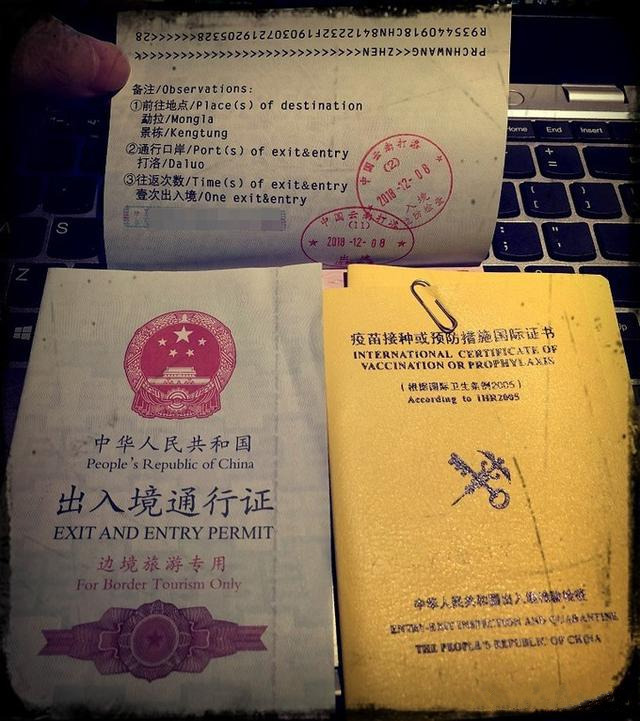 R935440918CHN8412232F190307219205328<<<<<<<<28
PRCHNWANG<<ZHEN<<<<<<<<<<<<<<<<<<<<
备注/Observations:
①前往地点/Place(s) of destination
勐拉/Mongla
景栋/Kengtung
②通行口岸/Port(s) of exit&entry
打洛/Daluo
③往返次数/Time(s) of exit&entry
壹次出入境/One exit&entry
中国云南打洛
(2)
2018-12-08
入境
中国云南打洛
(11)
2018-12-08
中华人民共和国
People's Republic of China
出入境通行证
EXIT AND ENTRY PERMIT
边境旅游专用
For Border Tourism Only
疫苗接种或预防措施国际证书
INTERNATIONAL CERTIFICATE OF
VACCINATION OR PROPHYLAXIS
(根据国际卫生条例2005)
According to IHR2005
中华人民共和国出入境检验检疫
ENTRY-EXIT INSPECTION AND QUARANTINE
THE PEOPLE'S REPUBLIC OF CHINA
Home
End
Insert
S
Z